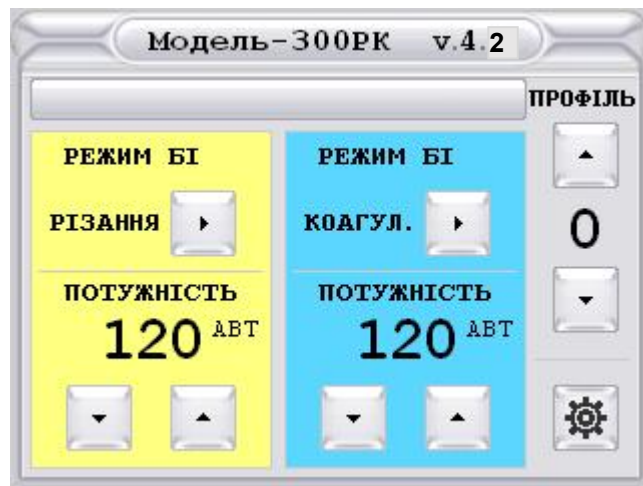 Модель-300РК v.4.2
ПРОФІЛЬ
0
РЕЖИМ БІ
РІЗАННЯ
ПОТУЖНІСТЬ
120 АВТ
РЕЖИМ БІ
КОАГУЛ.
ПОТУЖНІСТЬ
120 АВТ